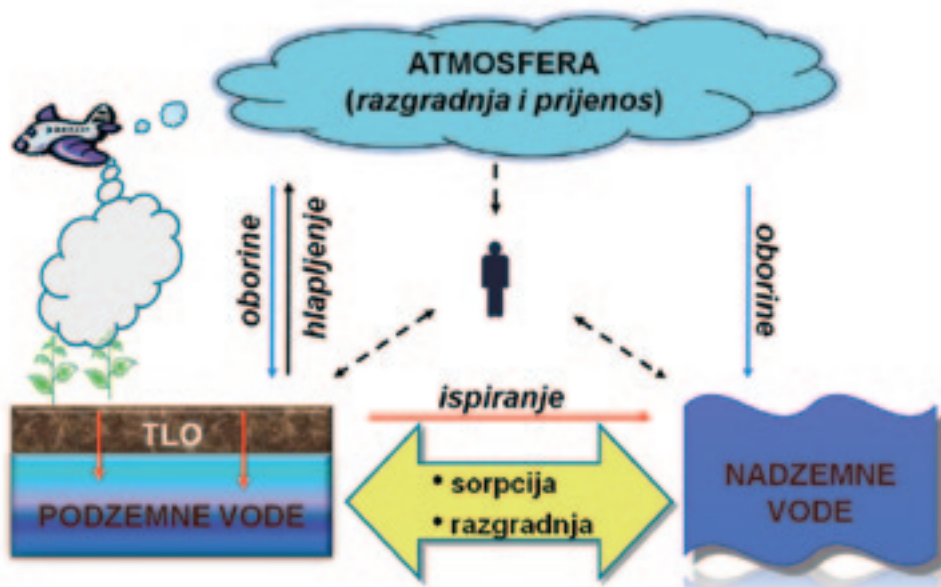 ATMOSFERA
(razgradnja i prijenos)
oborine
hlapljenje
oborine
ispiranje
TLO
• sorpcija
• razgradnja
PODZEMNE VODE
NADZEMNE
VODE